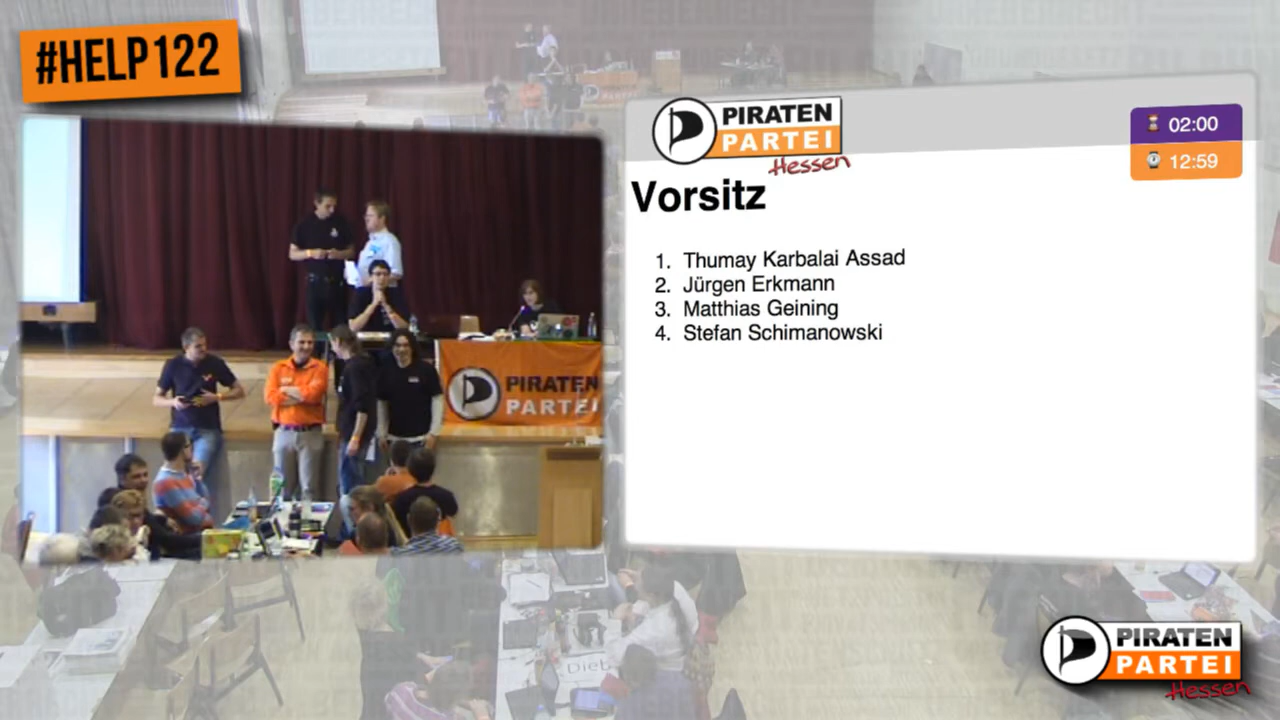 #HELP122
PIRATEN
PARTEI
Hessen
02:00
12:59
Vorsitz
1. Thumay Karbalai Assad
2. Jürgen Erkmann
3. Matthias Geining
4. Stefan Schimanowski
PIRATEN
PARTEI
PIRATEN
PARTEI
Hessen